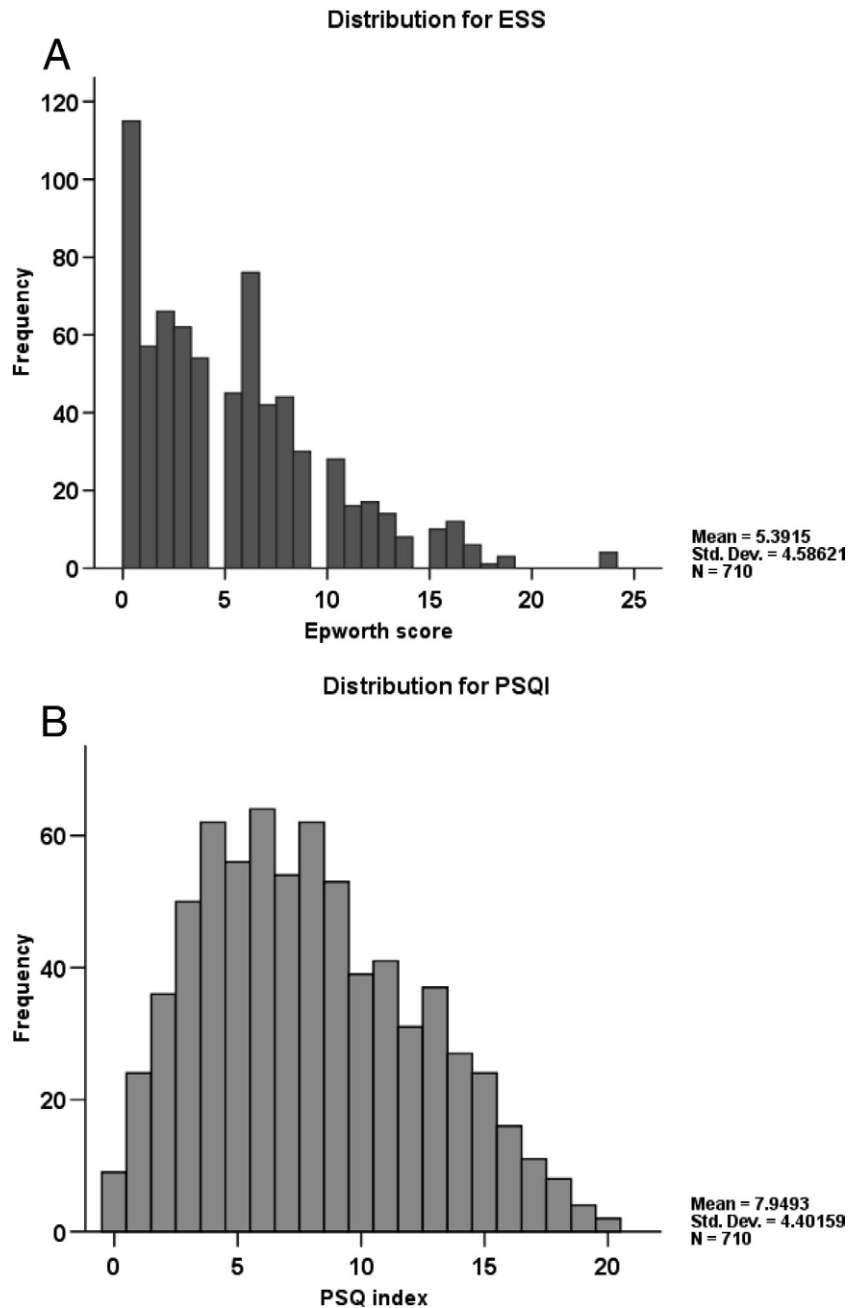 Distribution for ESS
A
120
100
80
60
40
20
0
Frequency
0 5 10 15 20 25
Epworth score
Mean = 5.3915
Std. Dev. = 4.58621
N = 710
Distribution for PSQI
B
60
40
20
0
Frequency
0 5 10 15 20
PSQ index
Mean = 7.9493
Std. Dev. = 4.40159
N = 710